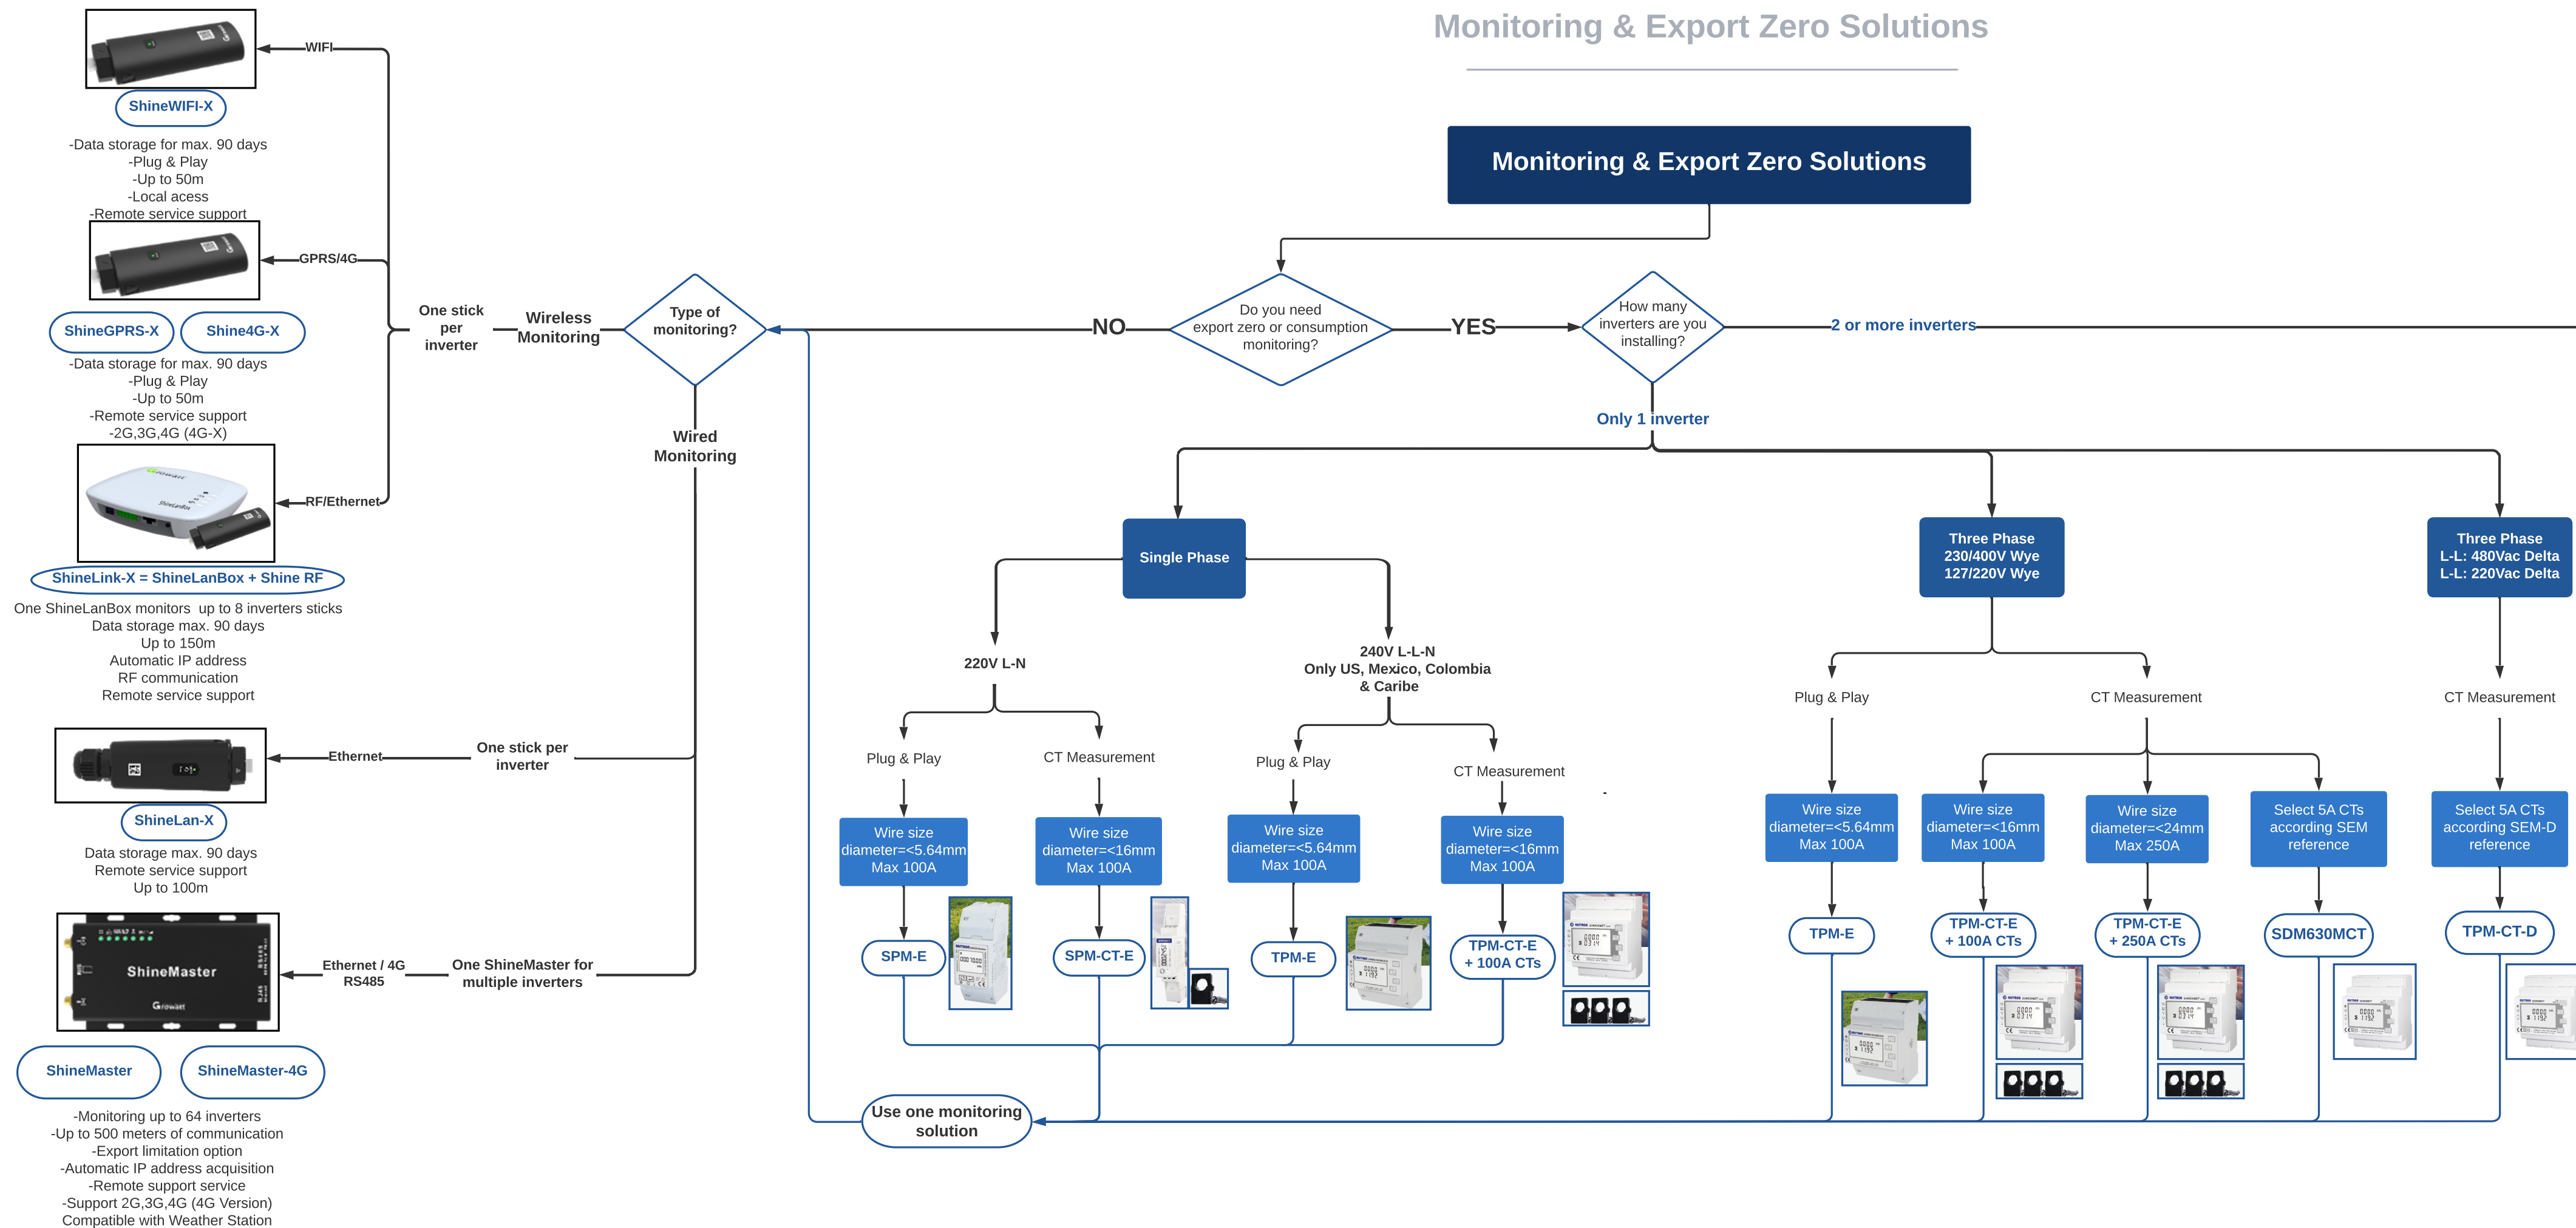 Monitoring & Export Zero Solutions
Monitoring & Export Zero Solutions
Do you need
export zero or consumption
monitoring?
NO
YES
How many
inverters are you
installing?
2 or more inverters
Only 1 inverter
Type of
monitoring?
Wireless
Monitoring
One stick
per
inverter
WIFI
ShineWIFI-X
-Data storage for max. 90 days
-Plug & Play
-Up to 50m
-Local acess
-Remote service support
GPRS/4G
ShineGPRS-X
Shine4G-X
-Data storage for max. 90 days
-Plug & Play
-Up to 50m
-Remote service support
-2G,3G,4G (4G-X)
Growatt
ShineLanBox
RF/Ethernet
ShineLink-X = ShineLanBox + Shine RF
One ShineLanBox monitors  up to 8 inverters sticks
Data storage max. 90 days
Up to 150m
Automatic IP address
RF communication
Remote service support
Wired
Monitoring
One stick per
inverter
Ethernet
ShineLan-X
Data storage max. 90 days
Remote service support
Up to 100m
One ShineMaster for
multiple inverters
Ethernet / 4G
RS485
ShineMaster
Growatt
ShineMaster
ShineMaster-4G
-Monitoring up to 64 inverters
-Up to 500 meters of communication
-Export limitation option
-Automatic IP address acquisition
-Remote support service
-Support 2G,3G,4G (4G Version)
Compatible with Weather Station
Single Phase
220V L-N
Plug & Play
Wire size
diameter=<5.64mm
Max 100A
SPM-E
CT Measurement
Wire size
diameter=<16mm
Max 100A
SPM-CT-E
240V L-L-N
Only US, Mexico, Colombia
& Caribe
Plug & Play
Wire size
diameter=<5.64mm
Max 100A
TPM-E
CT Measurement
-
Wire size
diameter=<16mm
Max 100A
TPM-CT-E
+ 100A CTs
Three Phase
230/400V Wye
127/220V Wye
Plug & Play
Wire size
diameter=<5.64mm
Max 100A
TPM-E
CT Measurement
Wire size
diameter=<16mm
Max 100A
TPM-CT-E
+ 100A CTs
Wire size
diameter=<24mm
Max 250A
TPM-CT-E
+ 250A CTs
Select 5A CTs
according SEM
reference
SDM630MCT
Three Phase
L-L: 480Vac Delta
L-L: 220Vac Delta
CT Measurement
Select 5A CTs
according SEM-D
reference
TPM-CT-D
Use one monitoring
solution